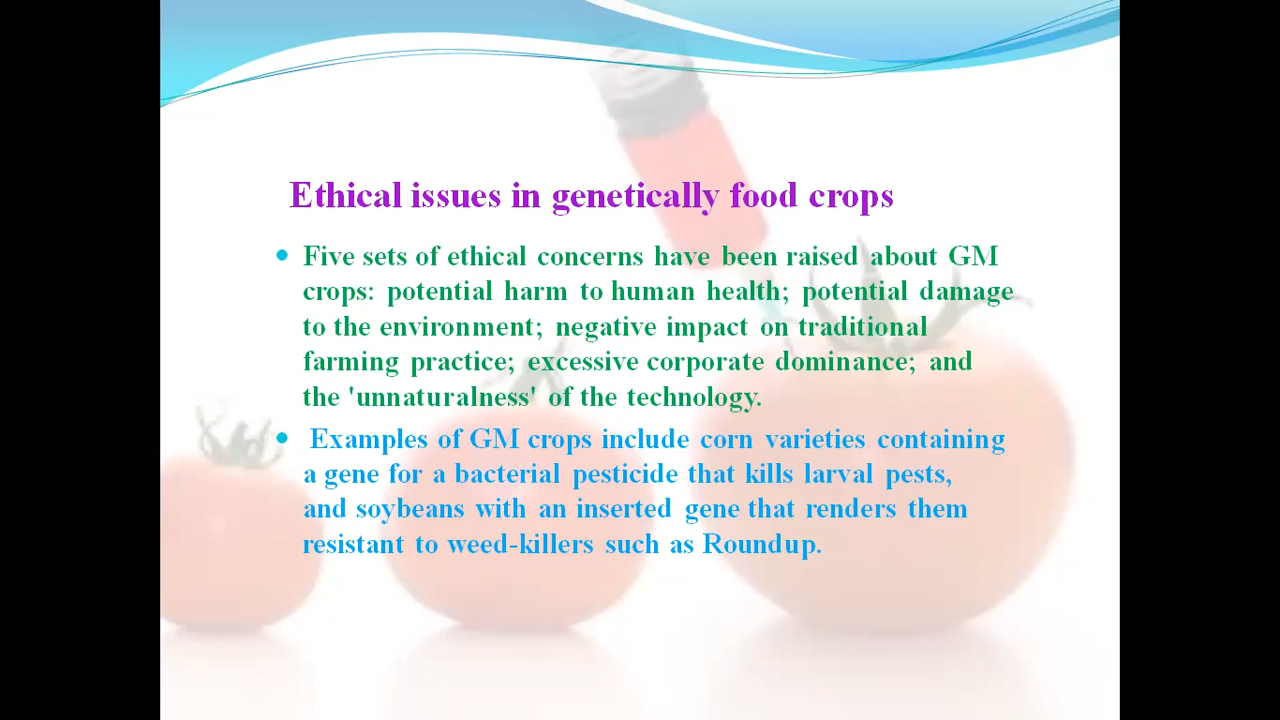 Ethical issues in genetically food crops
Five sets of ethical concerns have been raised about GM
crops: potential harm to human health; potential damage
to the environment; negative impact on traditional
farming practice; excessive corporate dominance; and
the 'unnaturalness' of the technology.
Examples of GM crops include corn varieties containing
a gene for a bacterial pesticide that kills larval pests,
and soybeans with an inserted gene that renders them
resistant to weed-killers such as Roundup.